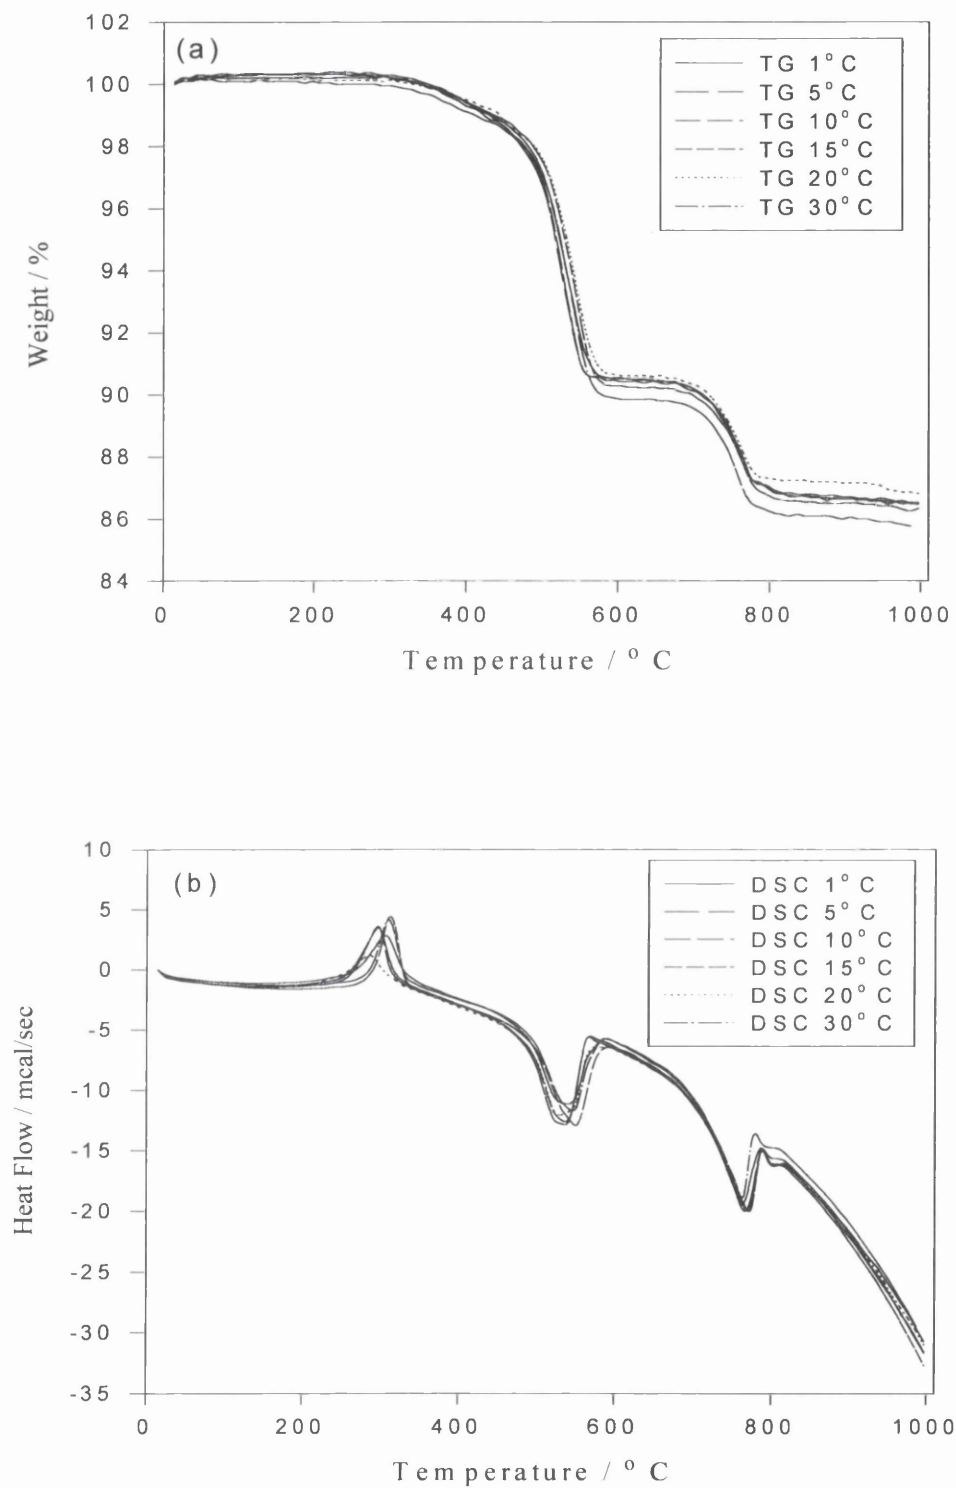 (a)
102
100
98
96
94
92
90
88
86
84
Weight / %
TG 1° C
TG 5° C
TG 10° C
TG 15° C
TG 20° C
TG 30° C
0 200 400 600 800 1000
Temperature / ° C
(b)
10
5
0
-5
-10
-15
-20
-25
-30
-35
Heat Flow / mcal/sec
DSC 1° C
DSC 5° C
DSC 10° C
DSC 15° C
DSC 20° C
DSC 30° C
0 200 400 600 800 1000
Temperature / ° C